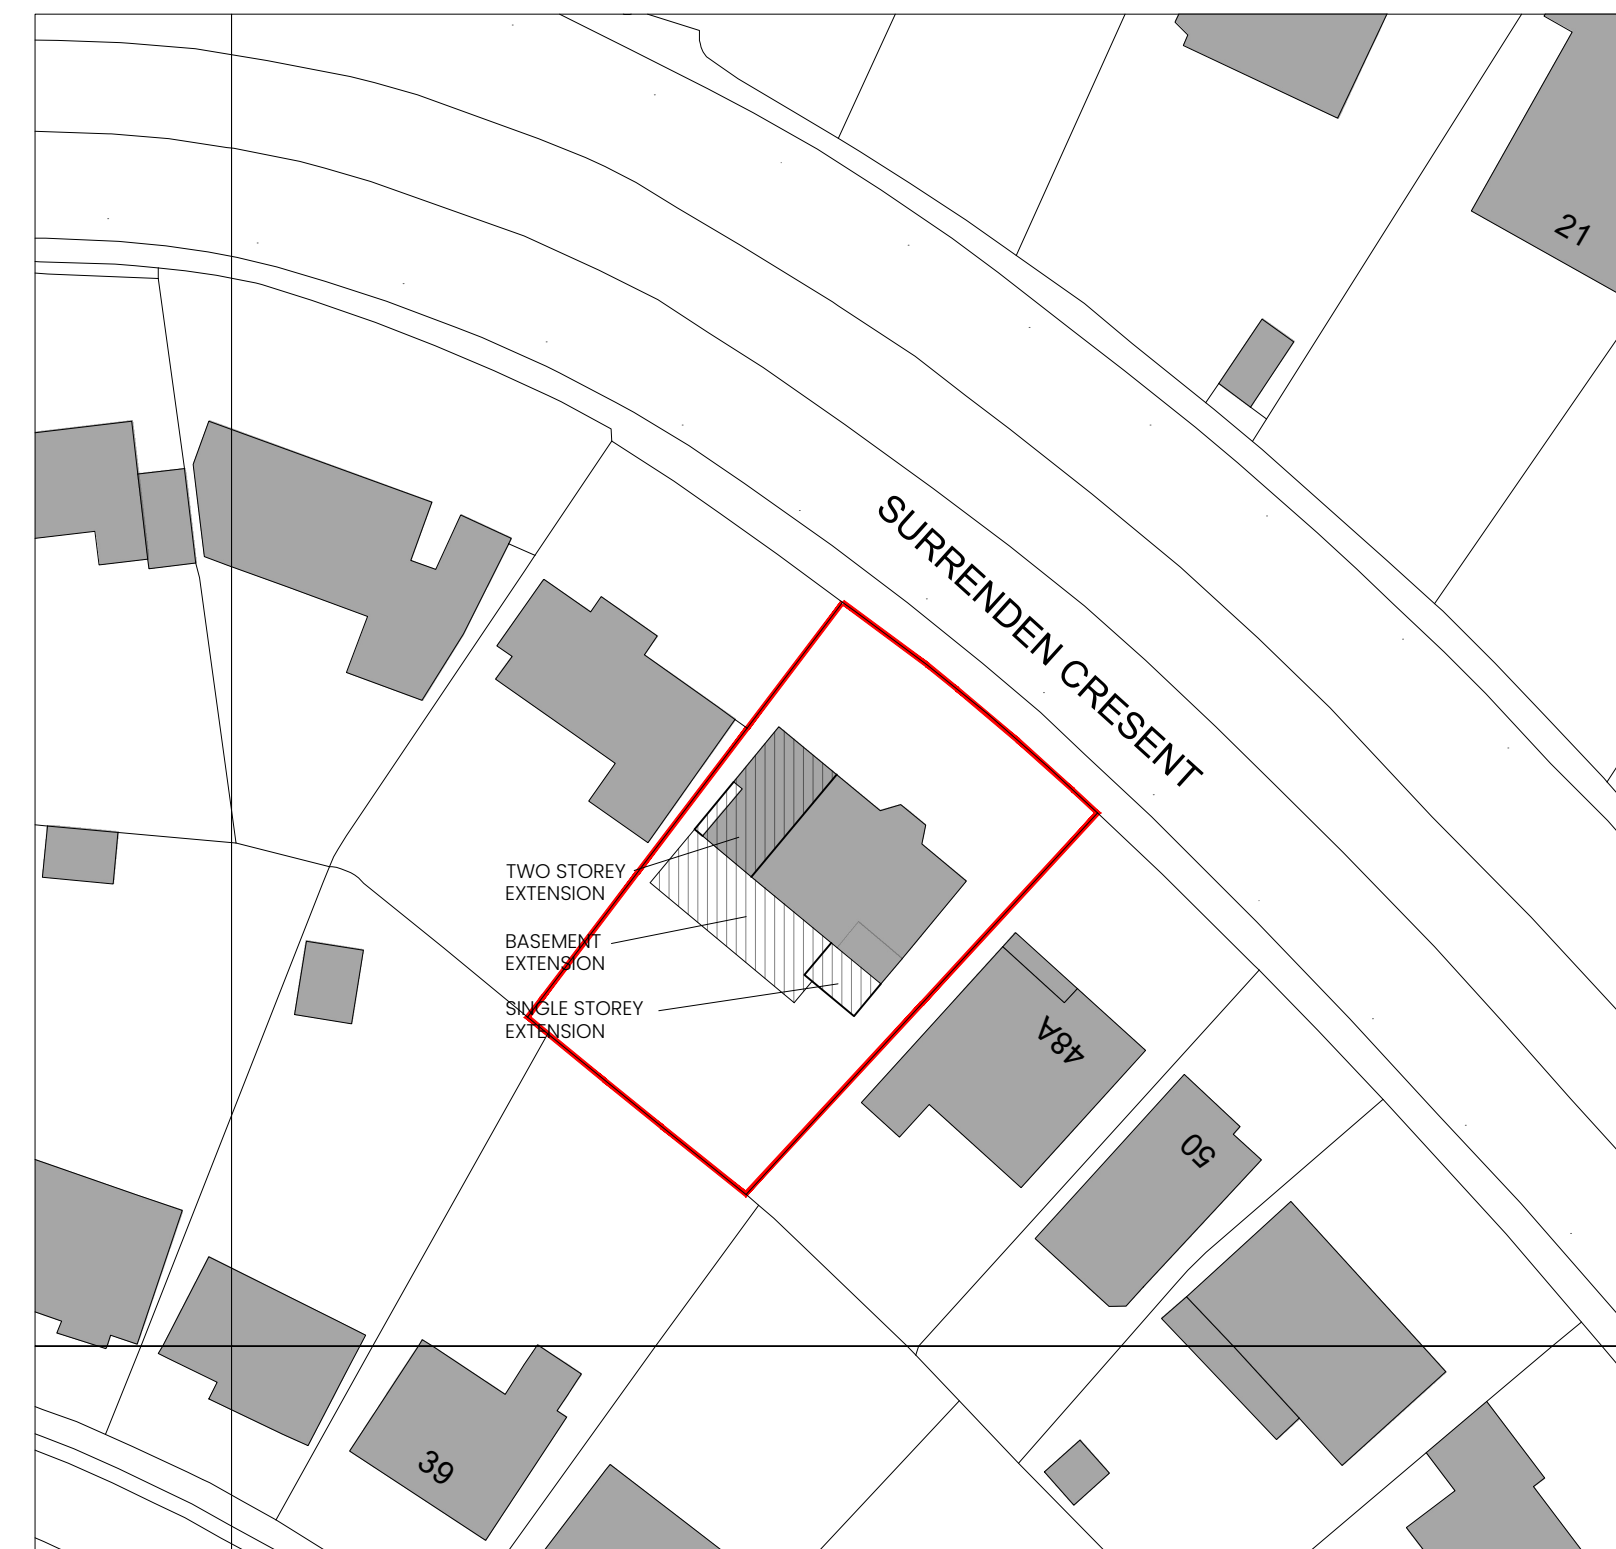 21
SURRENDEN CRESENT
TWO STOREY
EXTENSION
BASEMENT
EXTENSION
SINGLE STOREY
EXTENSION
48A
50
39